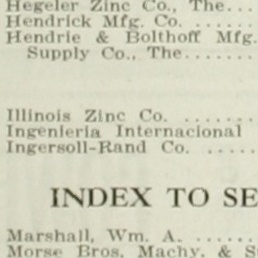 Hegeler Zinc Co., The...
Hendrick Mfg. Co. ......
Hendrie & Bolthoff Mfg.
Supply Co., The.......
Illinois Zinc Co. .......
Ingenieria Internacional
Ingersoll-Rand Co. .....
INDEX TO SE
Marshall, Wm. A. ......
Morse Bros. Machy. & S